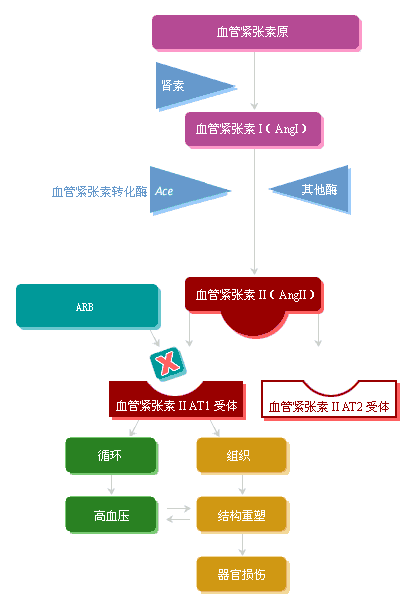 血管紧张素原
肾素
血管紧张素 I（AngI）
血管紧张素转化酶 Ace
其他酶
血管紧张素 II（AngII）
ARB
X
血管紧张素 II AT1 受体
血管紧张素 II AT2 受体
循环
组织
高血压
结构重塑
器官损伤